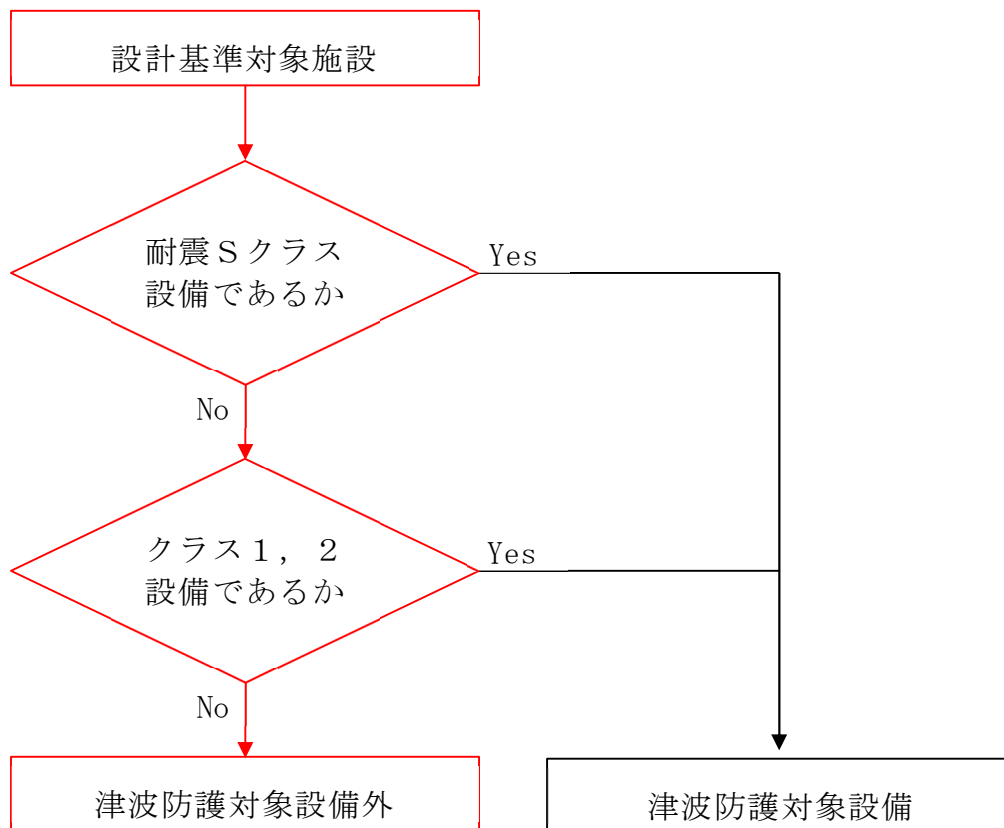 設計基準対象施設
耐震Ｓクラス
設備であるか
Yes
No
クラス１，２
設備であるか
Yes
No
津波防護対象設備外
津波防護対象設備